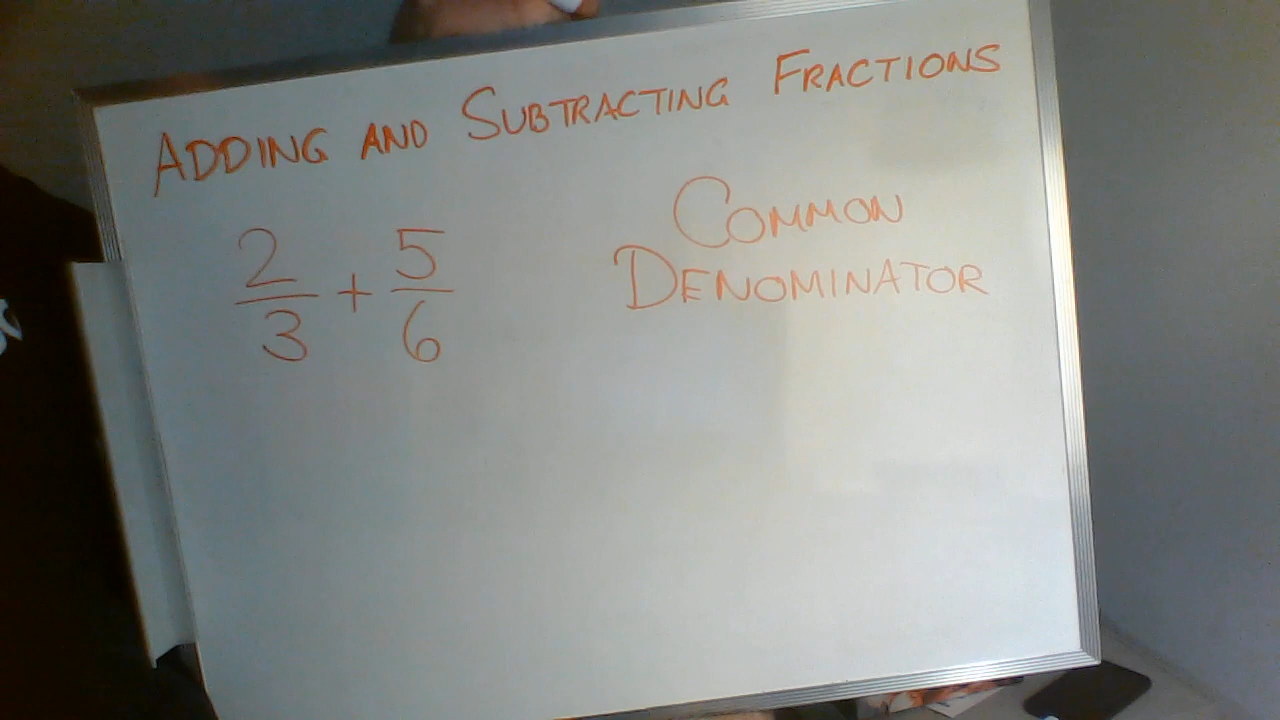 ADDING AND SUBTRACTING FRACTIONS
COMMON
DENOMINATOR
2/3 + 5/6